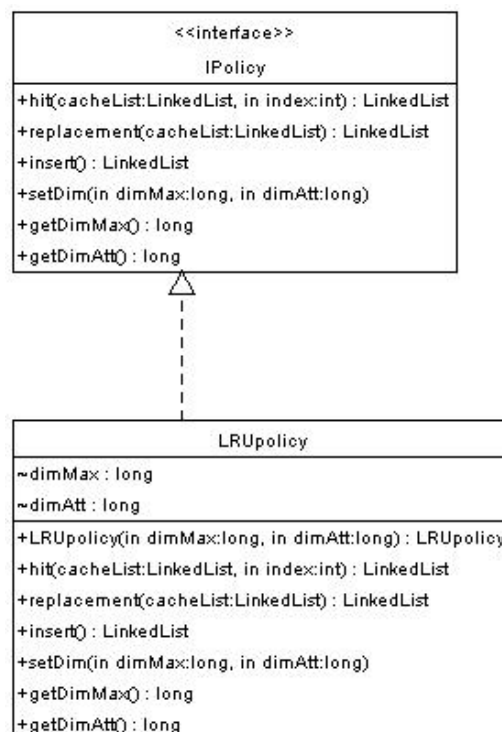 <<interface>>
IPolicy
+hit(cacheList:LinkedList, in index:int) : LinkedList
+replacement(cacheList:LinkedList) : LinkedList
+insert() : LinkedList
+setDim(in dimMax:long, in dimAtt:long)
+getDimMax() : long
+getDimAtt() : long
LRUpolicy
~dimMax : long
~dimAtt : long
+LRUpolicy(in dimMax:long, in dimAtt:long) : LRUpolicy
+hit(cacheList:LinkedList, in index:int) : LinkedList
+replacement(cacheList:LinkedList) : LinkedList
+insert() : LinkedList
+setDim(in dimMax:long, in dimAtt:long)
+getDimMax() : long
+getDimAtt() : long